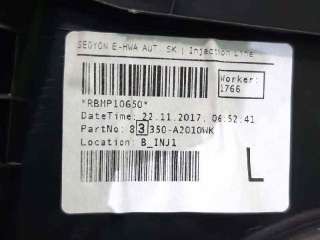 SEOYON E-HWA AUT. SK | Injection Line
Worker:
1766
*RBMP10650*
DateTime: 22.11.2017, 06:52:41
PartNo: 83350-A2010WK
Location: B_INJ1
L